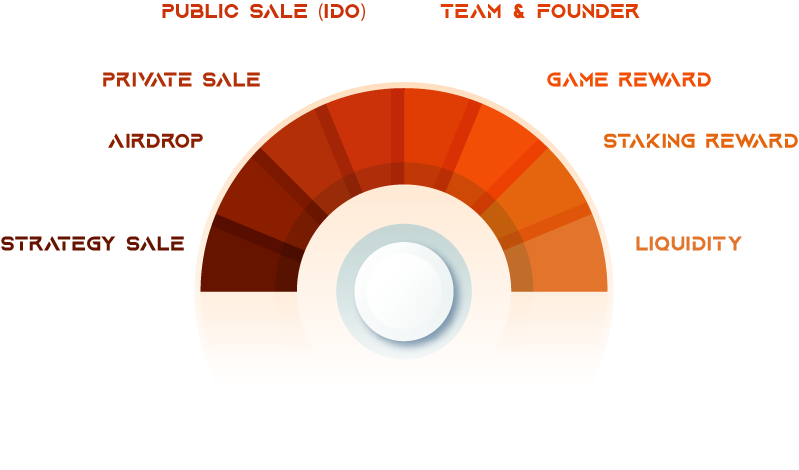 PUBLIC SALE (IDO)
TEAM & FOUNDER
PRIVATE SALE
GAME REWARD
AIRDROP
STAKING REWARD
STRATEGY SALE
LIQUIDITY